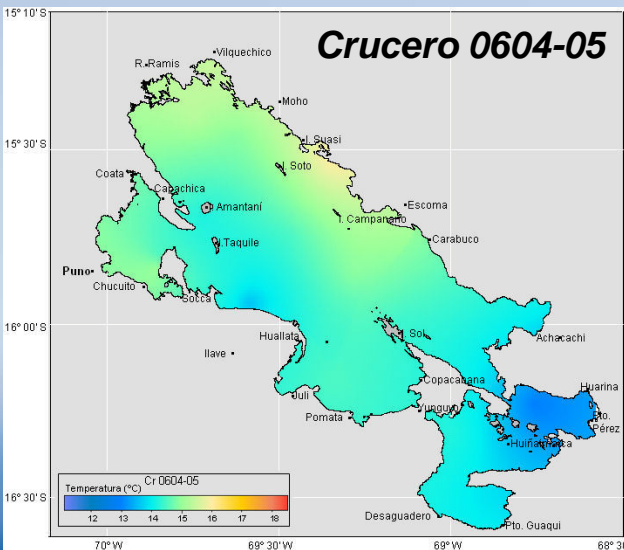 15°10' S
Crucero 0604-05
Vilquechico
R.Ramis
Moho
15°30' S
I. Suasi
I. Soto
Coata
Capachica
Amantaní
Escoma
I. Campanario
I.Taquile
Carabuco
Puno
Chucuito
Socca
16°00' S
Huallata
I. Sol
Achacachi
Ilave
Copacabana
Huarina
Juli
Yunguyo
Pomata
Pto.
Pérez
Cr 0604-05
Temperatura (°C)
12 13 14 15 16 17 18
16°30' S
Desaguadero
Pto. Guaqui
70°W 69°30' W 69°W 68°30